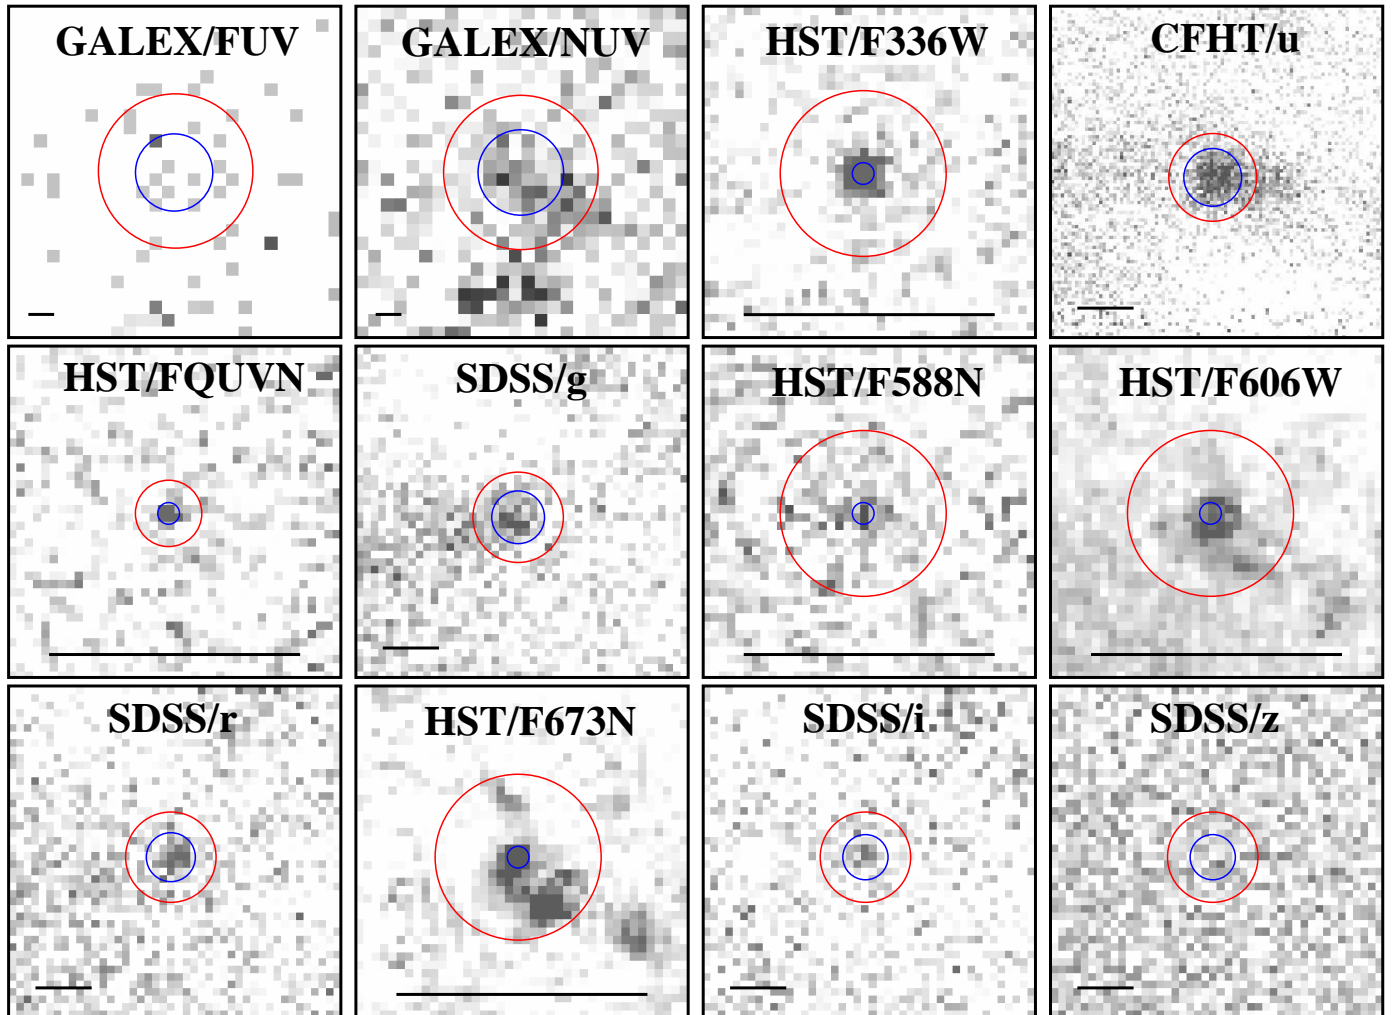 GALEX/FUV
GALEX/NUV
HST/F336W
CFHT/u
HST/FQUVN
SDSS/g
HST/F588N
HST/F606W
SDSS/r
HST/F673N
SDSS/i
SDSS/z